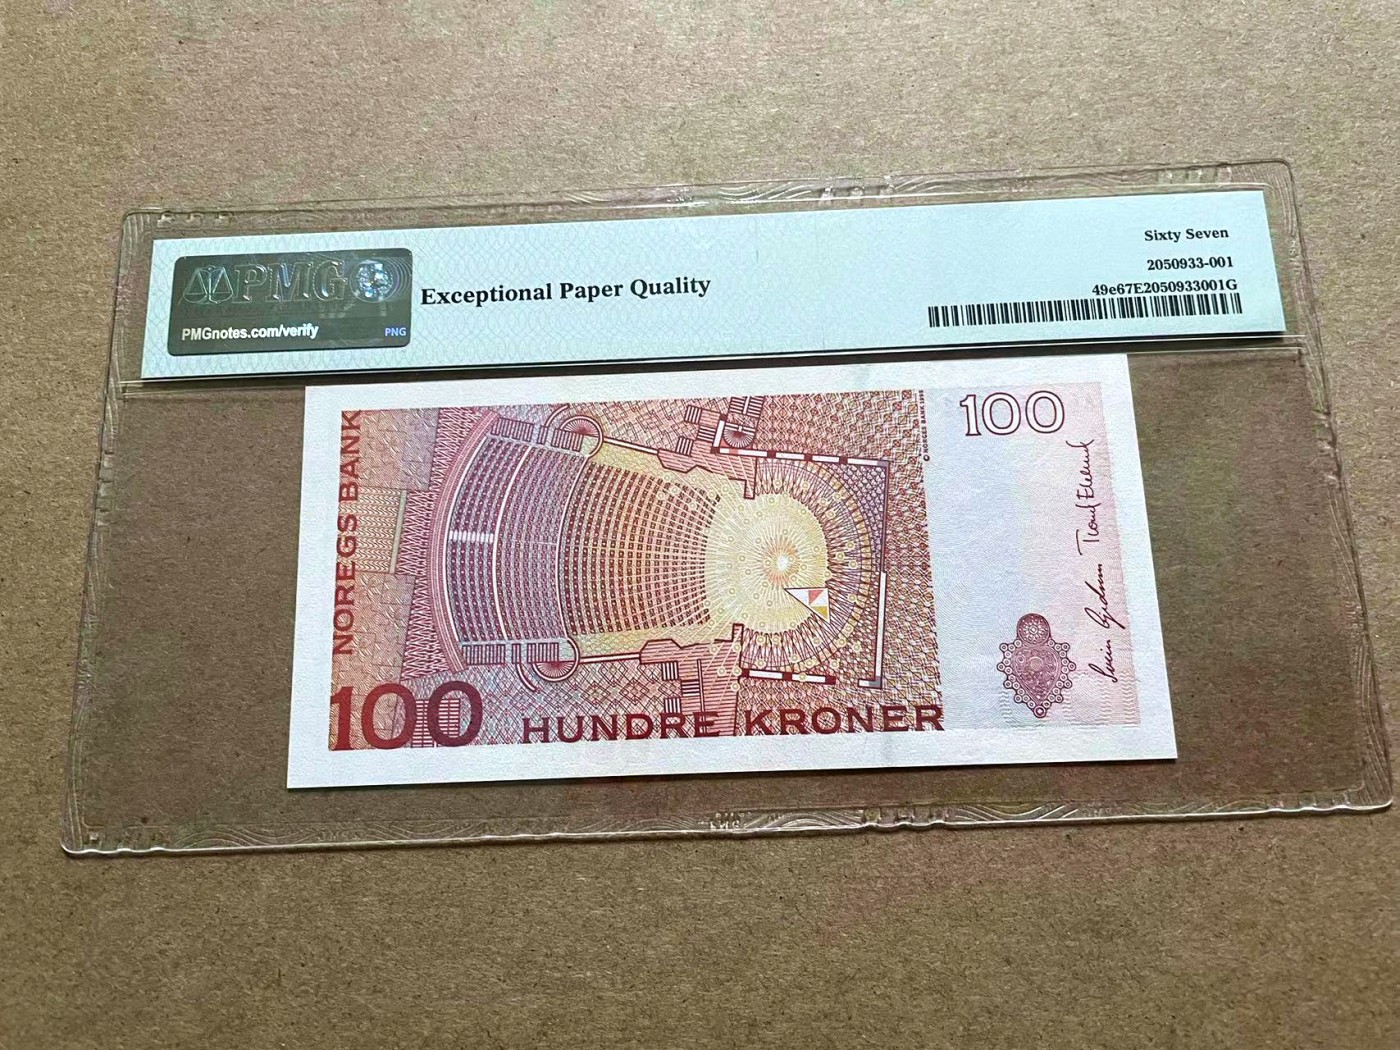 PMG
PMGnotes.com/verify
PNG
Exceptional Paper Quality
Sixty Seven
2050933-001
49e67E2050933001G
NOREGS BANK
100
HUNDRE KRONER
100